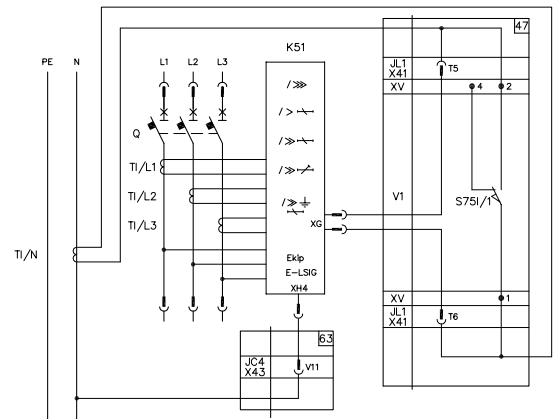 47
K51
PE N L1 L2 L3
JL1
X41
T5
XV
4
2
Q
TI/L1
TI/L2
TI/L3
TI/N
V1
S75I/1
XG
Ekip
E-LSIG
XH4
XV
1
JL1
X41
T6
63
JC4
X43
V11